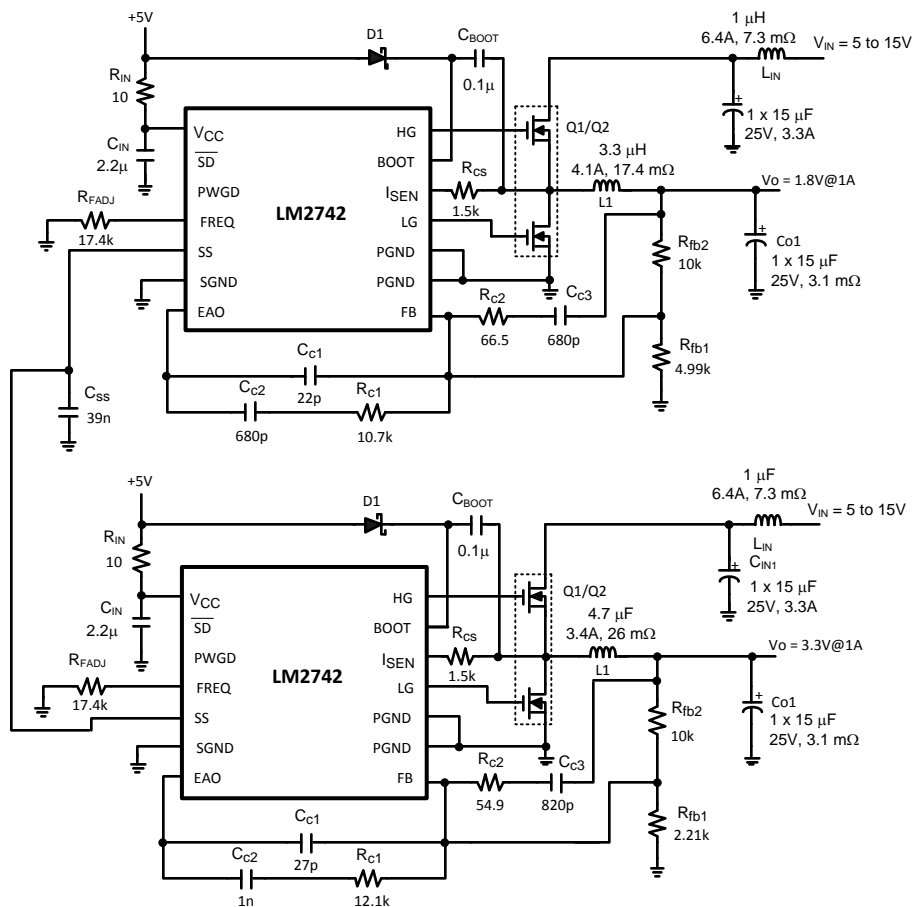 +5V
D1
CBOOT
0.1µ
1 µH
6.4A, 7.3 mΩ
LIN
VIN = 5 to 15V
RIN
10
CIN
2.2µ
1 x 15 µF
25V, 3.3A
VCC
SD
PWGD
FREQ
SS
SGND
EAO
LM2742
HG
BOOT
ISEN
LG
PGND
PGND
FB
RFADJ
17.4k
Q1/Q2
RCS
1.5k
3.3 µH
4.1A, 17.4 mΩ
L1
Vo = 1.8V@1A
Rfb2
10k
Co1
1 x 15 µF
25V, 3.1 mΩ
Rc2
66.5
Cc3
680p
Rfb1
4.99k
Cc1
22p
Cc2
680p
Rc1
10.7k
CSS
39n
+5V
D1
CBOOT
0.1µ
1 µF
6.4A, 7.3 mΩ
VIN = 5 to 15V
LIN
CIN1
1 x 15 µF
25V, 3.3A
RIN
10
CIN
2.2µ
VCC
SD
PWGD
FREQ
SS
SGND
EAO
LM2742
HG
BOOT
ISEN
LG
PGND
PGND
FB
RFADJ
17.4k
Q1/Q2
RCS
1.5k
4.7 µF
3.4A, 26 mΩ
L1
Vo = 3.3V@1A
Rfb2
10k
Co1
1 x 15 µF
25V, 3.1 mΩ
Rc2
54.9
Cc3
820p
Rfb1
2.21k
Cc1
27p
Cc2
1n
Rc1
12.1k